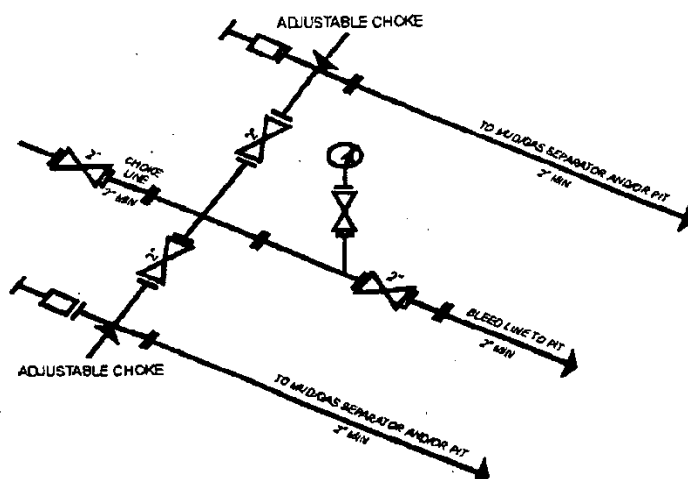 ADJUSTABLE CHOKE
TO MUD/GAS SEPARATOR AND/OR PIT
2" MIN
2"
2"
CHOKE
LINE
2" MIN
2"
2"
BLEED LINE TO PIT
2" MIN
ADJUSTABLE CHOKE
TO MUD/GAS SEPARATOR AND/OR PIT
2" MIN